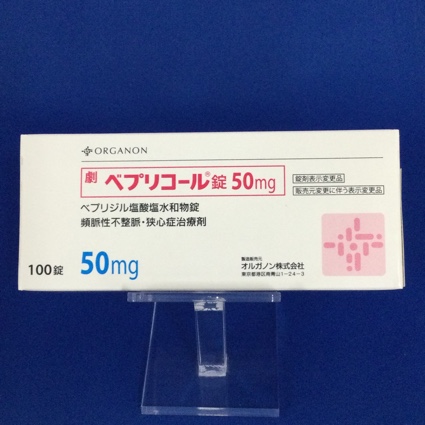 ORGANON
劇 ベプリコール®錠50mg
錠剤表示変更品
販売元変更に伴う表示変更品
ベプリジル塩酸塩水和物錠
頻脈性不整脈・狭心症治療剤
100錠 50mg
製造販売元
オルガノン株式会社
東京都港区南青山1-24-3